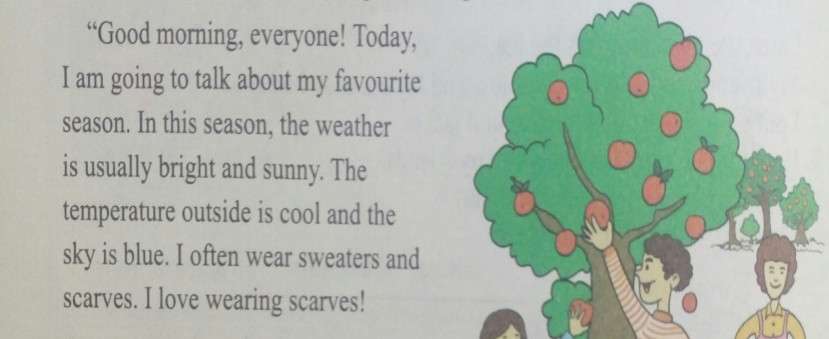 “Good morning, everyone! Today,
I am going to talk about my favourite
season. In this season, the weather
is usually bright and sunny. The
temperature outside is cool and the
sky is blue. I often wear sweaters and
scarves. I love wearing scarves!